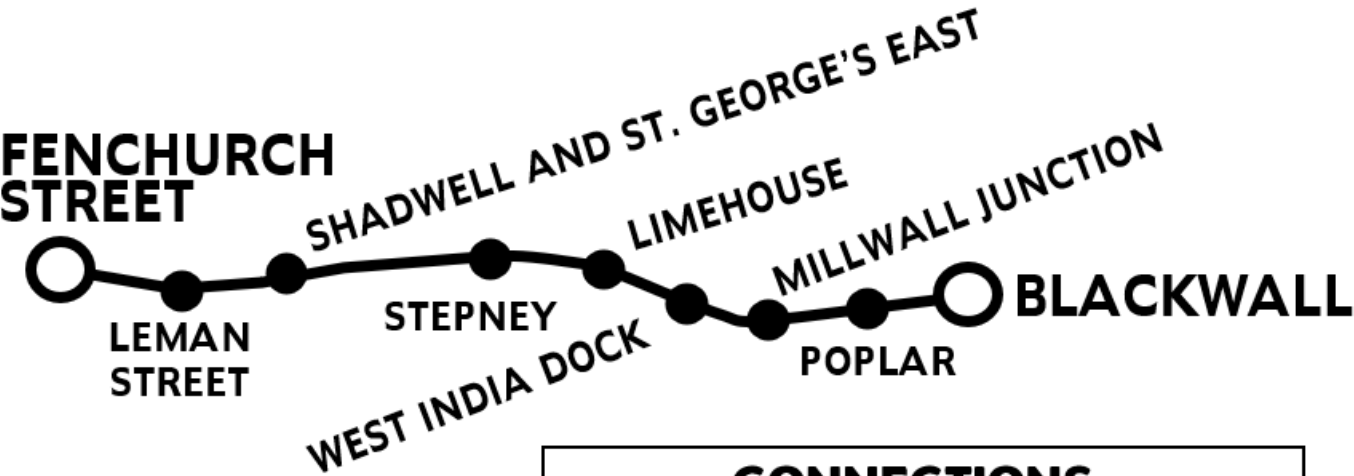 FENCHURCH
STREET
LEMAN
STREET
SHADWELL AND ST. GEORGE'S EAST
STEPNEY
LIMEHOUSE
WEST INDIA DOCK
MILLWALL JUNCTION
POPLAR
BLACKWALL
CONNECTIONS